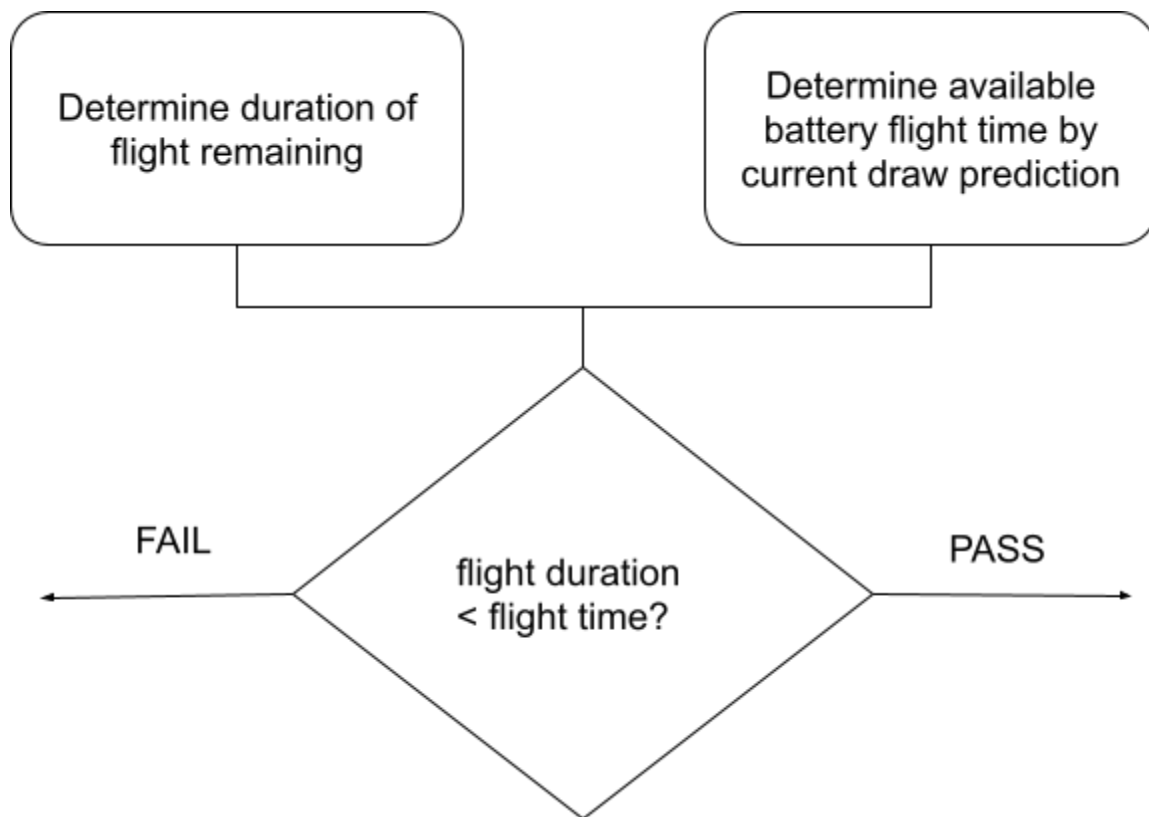 Determine duration of
flight remaining
Determine available
battery flight time by
current draw prediction
FAIL
PASS
flight duration
< flight time?